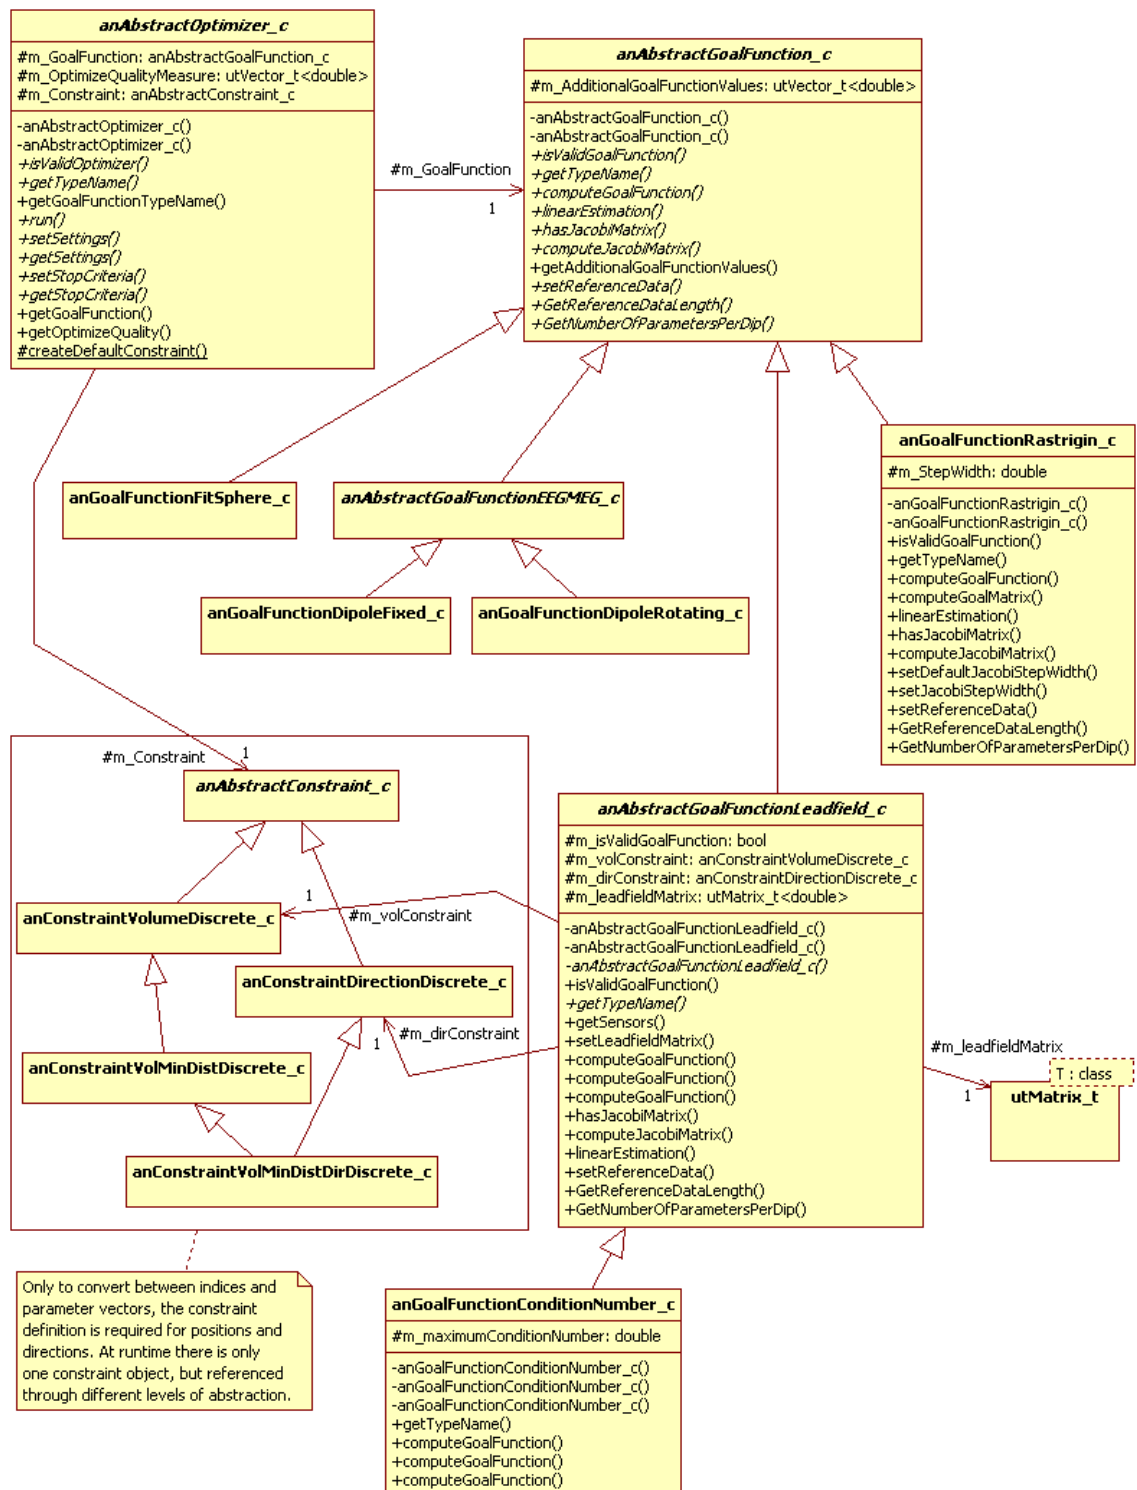 anAbstractOptimizer_c
#m_GoalFunction: anAbstractGoalFunction_c
#m_OptimizeQualityMeasure: utVector_t<double>
#m_Constraint: anAbstractConstraint_c
-anAbstractOptimizer_c()
-anAbstractOptimizer_c()
+isValidOptimizer()
+getTypeName()
+getGoalFunctionTypeName()
+run()
+setSettings()
+getSettings()
+setStopCriteria()
+getStopCriteria()
+getGoalFunction()
+getOptimizeQuality()
#createDefaultConstraint()
#m_GoalFunction
1
anAbstractGoalFunction_c
#m_AdditionalGoalFunctionValues: utVector_t<double>
-anAbstractGoalFunction_c()
-anAbstractGoalFunction_c()
+isValidGoalFunction()
+getTypeName()
+computeGoalFunction()
+linearEstimation()
+hasJacobiMatrix()
+computeJacobiMatrix()
+getAdditionalGoalFunctionValues()
+setReferenceData()
+GetReferenceDataLength()
+GetNumberOfParametersPerDip()
anGoalFunctionFitSphere_c
anAbstractGoalFunctionEEGMEG_c
anGoalFunctionDipoleFixed_c
anGoalFunctionDipoleRotating_c
anGoalFunctionRastrigin_c
#m_StepWidth: double
-anGoalFunctionRastrigin_c()
-anGoalFunctionRastrigin_c()
+isValidGoalFunction()
+getTypeName()
+computeGoalFunction()
+computeGoalMatrix()
+linearEstimation()
+hasJacobiMatrix()
+computeJacobiMatrix()
+setDefaultJacobiStepWidth()
+setJacobiStepWidth()
+setReferenceData()
+GetReferenceDataLength()
+GetNumberOfParametersPerDip()
#m_Constraint
1
anAbstractConstraint_c
anConstraintVolumeDiscrete_c
1
#m_volConstraint
anConstraintDirectionDiscrete_c
1
#m_dirConstraint
anConstraintVolMinDistDiscrete_c
anConstraintVolMinDistDirDiscrete_c
anAbstractGoalFunctionLeadfield_c
#m_isValidGoalFunction: bool
#m_volConstraint: anConstraintVolumeDiscrete_c
#m_dirConstraint: anConstraintDirectionDiscrete_c
#m_leadfieldMatrix: utMatrix_t<double>
-anAbstractGoalFunctionLeadfield_c()
-anAbstractGoalFunctionLeadfield_c()
-anAbstractGoalFunctionLeadfield_c()
+isValidGoalFunction()
+getTypeName()
+getSensors()
+setLeadfieldMatrix()
+computeGoalFunction()
+computeGoalFunction()
+computeGoalFunction()
+hasJacobiMatrix()
+computeJacobiMatrix()
+linearEstimation()
+setReferenceData()
+GetReferenceDataLength()
+GetNumberOfParametersPerDip()
#m_leadfieldMatrix
1
T : class
utMatrix_t
Only to convert between indices and
parameter vectors, the constraint
definition is required for positions and
directions. At runtime there is only
one constraint object, but referenced
through different levels of abstraction.
anGoalFunctionConditionNumber_c
#m_maximumConditionNumber: double
-anGoalFunctionConditionNumber_c()
-anGoalFunctionConditionNumber_c()
-anGoalFunctionConditionNumber_c()
+getTypeName()
+computeGoalFunction()
+computeGoalFunction()
+computeGoalFunction()